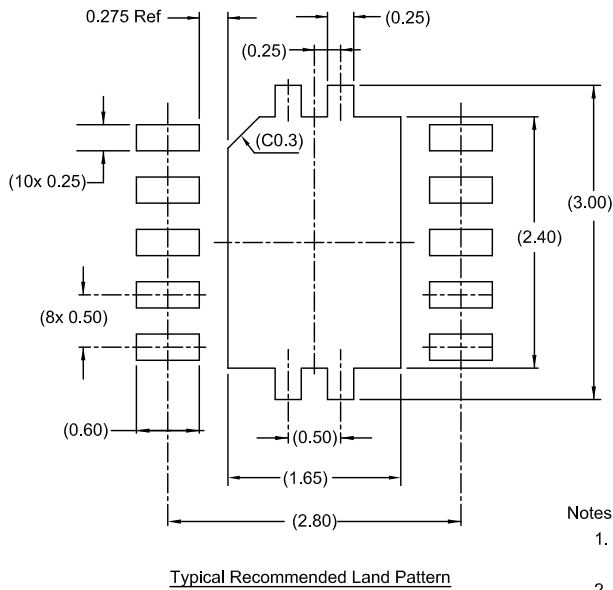 0.275 Ref
(0.25)
(0.25)
(C0.3)
(10x 0.25)
(3.00)
(2.40)
(8x 0.50)
(0.60)
(0.50)
(1.65)
(2.80)
Notes
1.
Typical Recommended Land Pattern
2